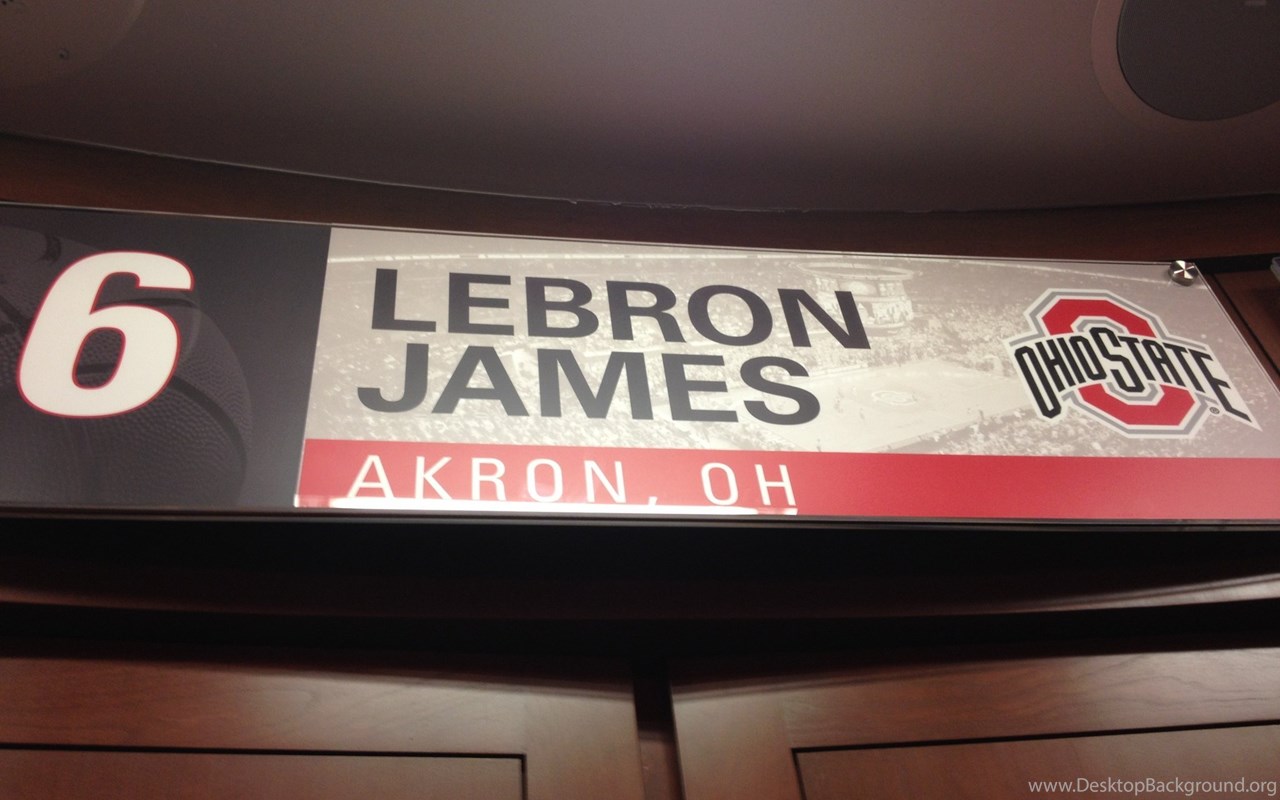 6
LEBRON
JAMES
AKRON, OH
OHIO STATE
www.DesktopBackground.org